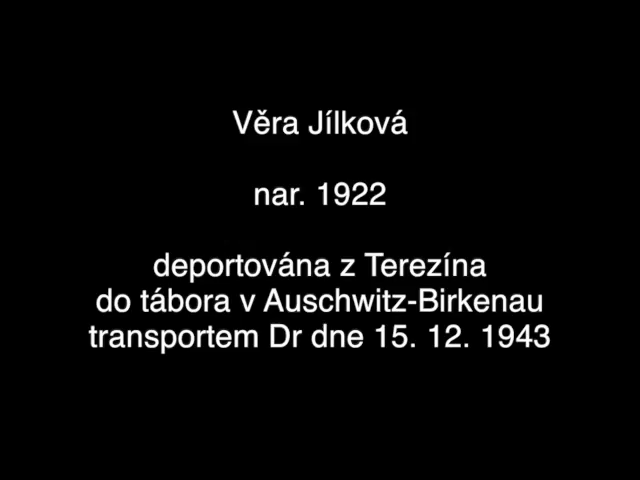 Věra Jílková
nar. 1922
deportována z Terezína
do tábora v Auschwitz-Birkenau
transportem Dr dne 15. 12. 1943